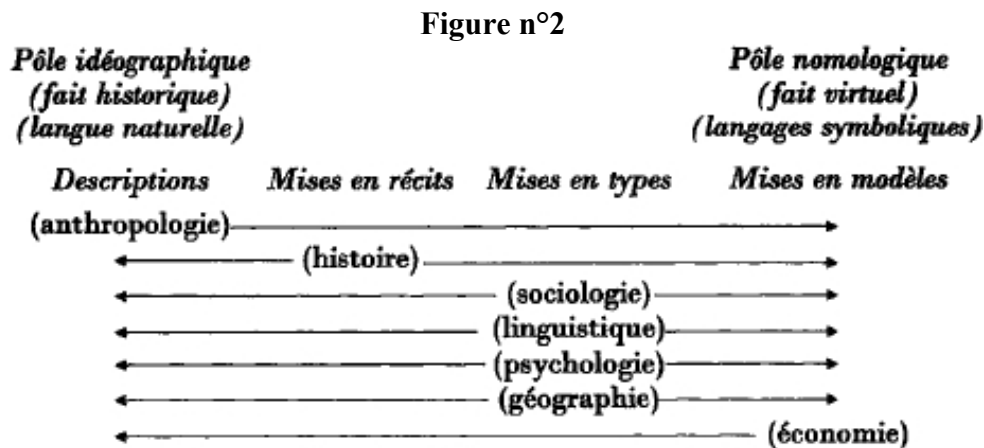 Figure n°2
Pôle idéographique
(fait historique)
(langue naturelle)
Pôle nomologique
(fait virtuel)
(langages symboliques)
Descriptions Mises en récits Mises en types Mises en modèles
(anthropologie)
(histoire)
(sociologie)
(linguistique)
(psychologie)
(géographie)
(économie)